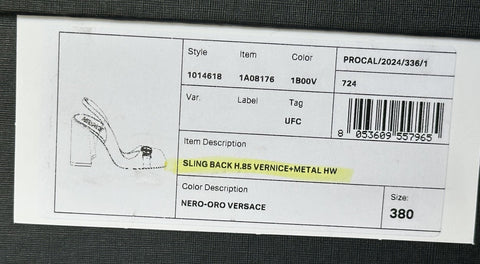 Style Item Color PROCAL/2024/336/1
1014618 1A08176 1B00V 724
Var. Label Tag
UFC
8 053609 557965
Item Description
SLING BACK H.85 VERNICE+METAL HW
Color Description
NERO-ORO VERSACE
Size:
380